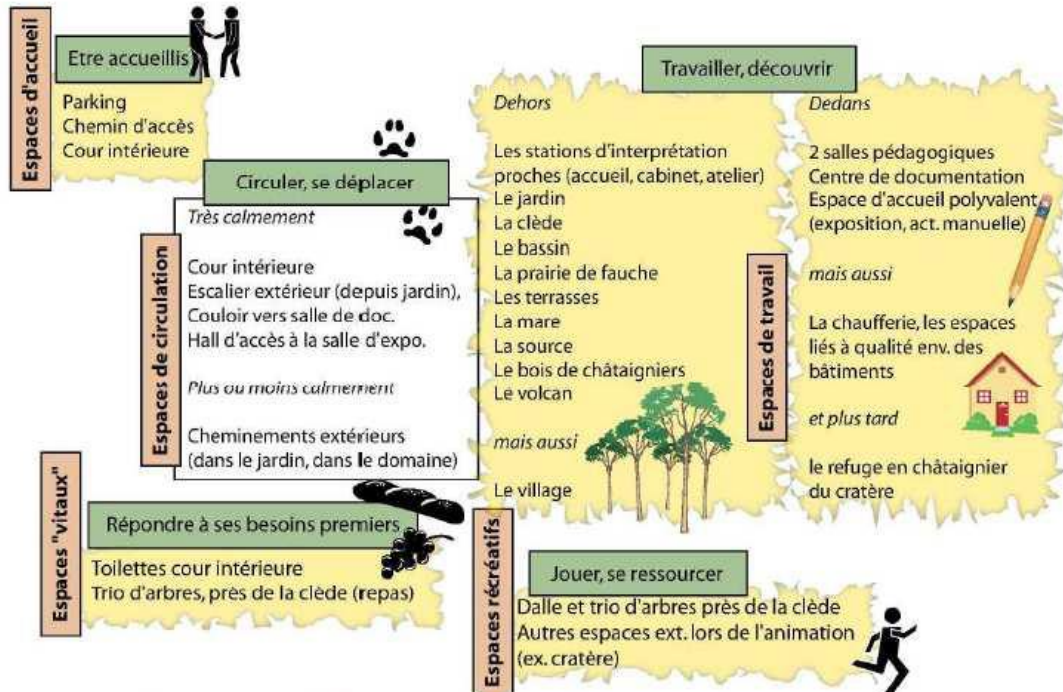 Espaces d'accueil
Etre accueillis
Parking
Chemin d'accès
Cour intérieure
Espaces de circulation
Circuler, se déplacer
Très calmement
Cour intérieure
Escalier extérieur (depuis jardin),
Couloir vers salle de doc.
Hall d'accès à la salle d'expo.
Plus ou moins calmement
Cheminements extérieurs
(dans le jardin, dans le domaine)
Travailler, découvrir
Dehors
Les stations d'interprétation
proches (accueil, cabinet, atelier)
Le jardin
La clède
Le bassin
La prairie de fauche
Les terrasses
La mare
La source
Le bois de châtaigniers
Le volcan
mais aussi
Le village
Espaces de travail
Dedans
2 salles pédagogiques
Centre de documentation
Espace d'accueil polyvalent
(exposition, act. manuelle)
mais aussi
La chaufferie, les espaces
liés à qualité env. des
bâtiments
et plus tard
le refuge en châtaignier
du cratère
Espaces "vitaux"
Répondre à ses besoins premiers
Toilettes cour intérieure
Trio d'arbres, près de la clède (repas)
Espaces récréatifs
Jouer, se ressourcer
Dalle et trio d'arbres près de la clède
Autres espaces ext. lors de l'animation
(ex. cratère)